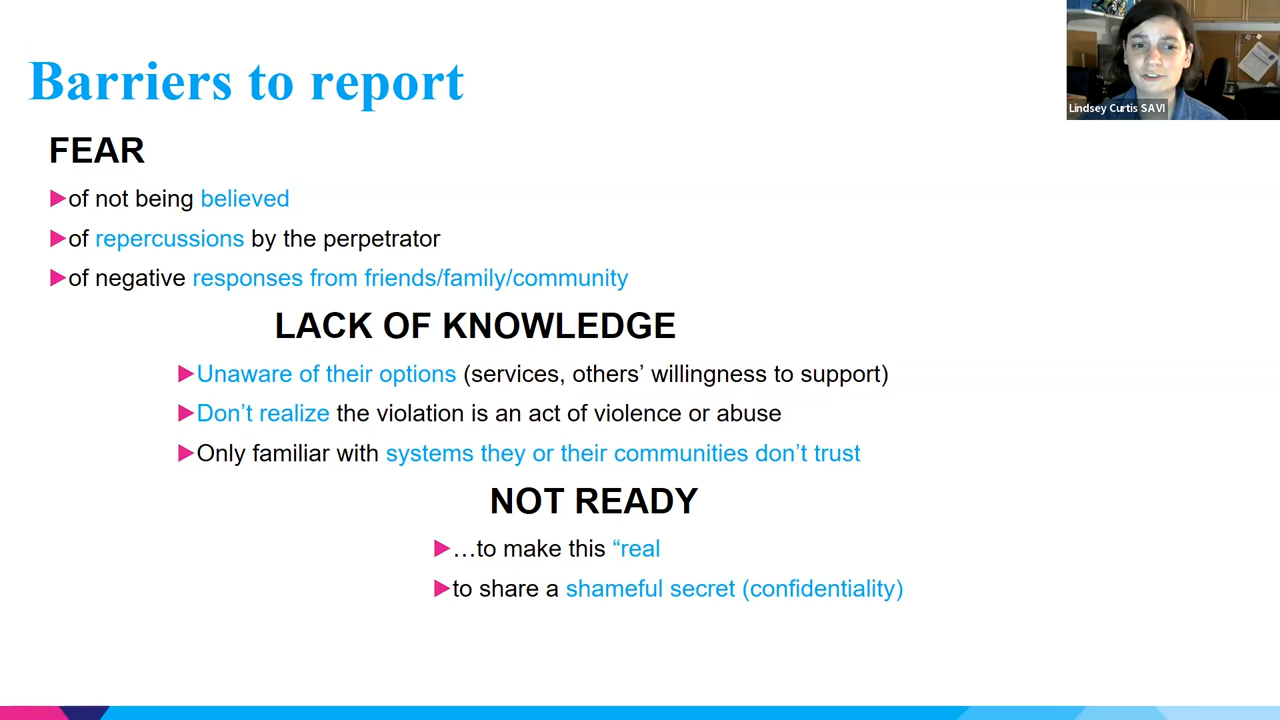 Barriers to report
Lindsey Curtis SAVI
FEAR
of not being believed
of repercussions by the perpetrator
of negative responses from friends/family/community
LACK OF KNOWLEDGE
Unaware of their options (services, others’ willingness to support)
Don’t realize the violation is an act of violence or abuse
Only familiar with systems they or their communities don’t trust
NOT READY
…to make this “real
to share a shameful secret (confidentiality)